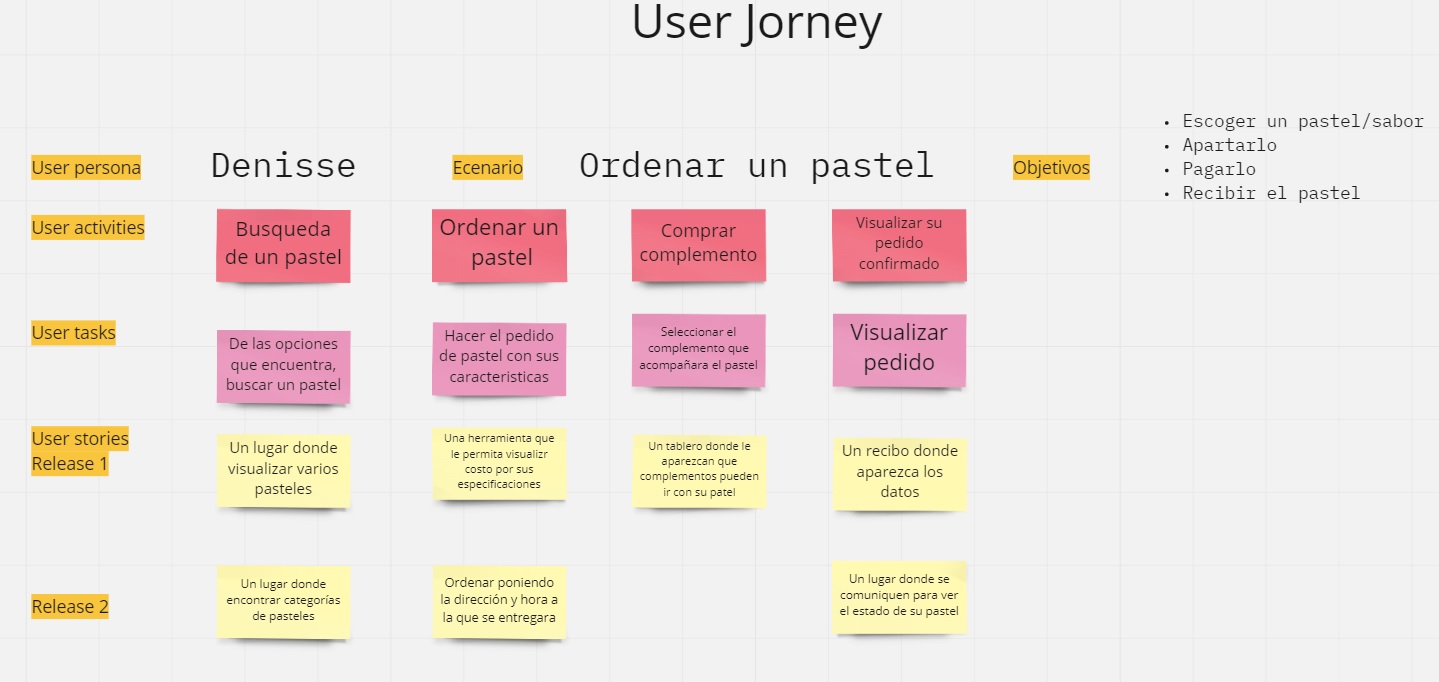 User Jorney
User persona
Denisse
Ecenario
Ordenar un pastel
Objetivos
• Escoger un pastel/sabor
• Apartarlo
• Pagarlo
• Recibir el pastel
User activities
Busqueda
de un pastel
Ordenar un
pastel
Comprar
complemento
Visualizar su
pedido
confirmado
User tasks
De las opciones
que encuentra,
buscar un pastel
Hacer el pedido
de pastel con sus
caracteristicas
Seleccionar el
complemento que
acompañara el pastel
Visualizar
pedido
User stories
Release 1
Un lugar donde
visualizar varios
pasteles
Una herramienta que
le permita visualizr
costo por sus
especificaciones
Un tablero donde le
aparezcan que
complementos pueden
ir con su patel
Un recibo donde
aparezca los
datos
Release 2
Un lugar donde
encontrar categorías
de pasteles
Ordenar poniendo
la dirección y hora a
la que se entregara
Un lugar donde se
comuniquen para ver
el estado de su pastel